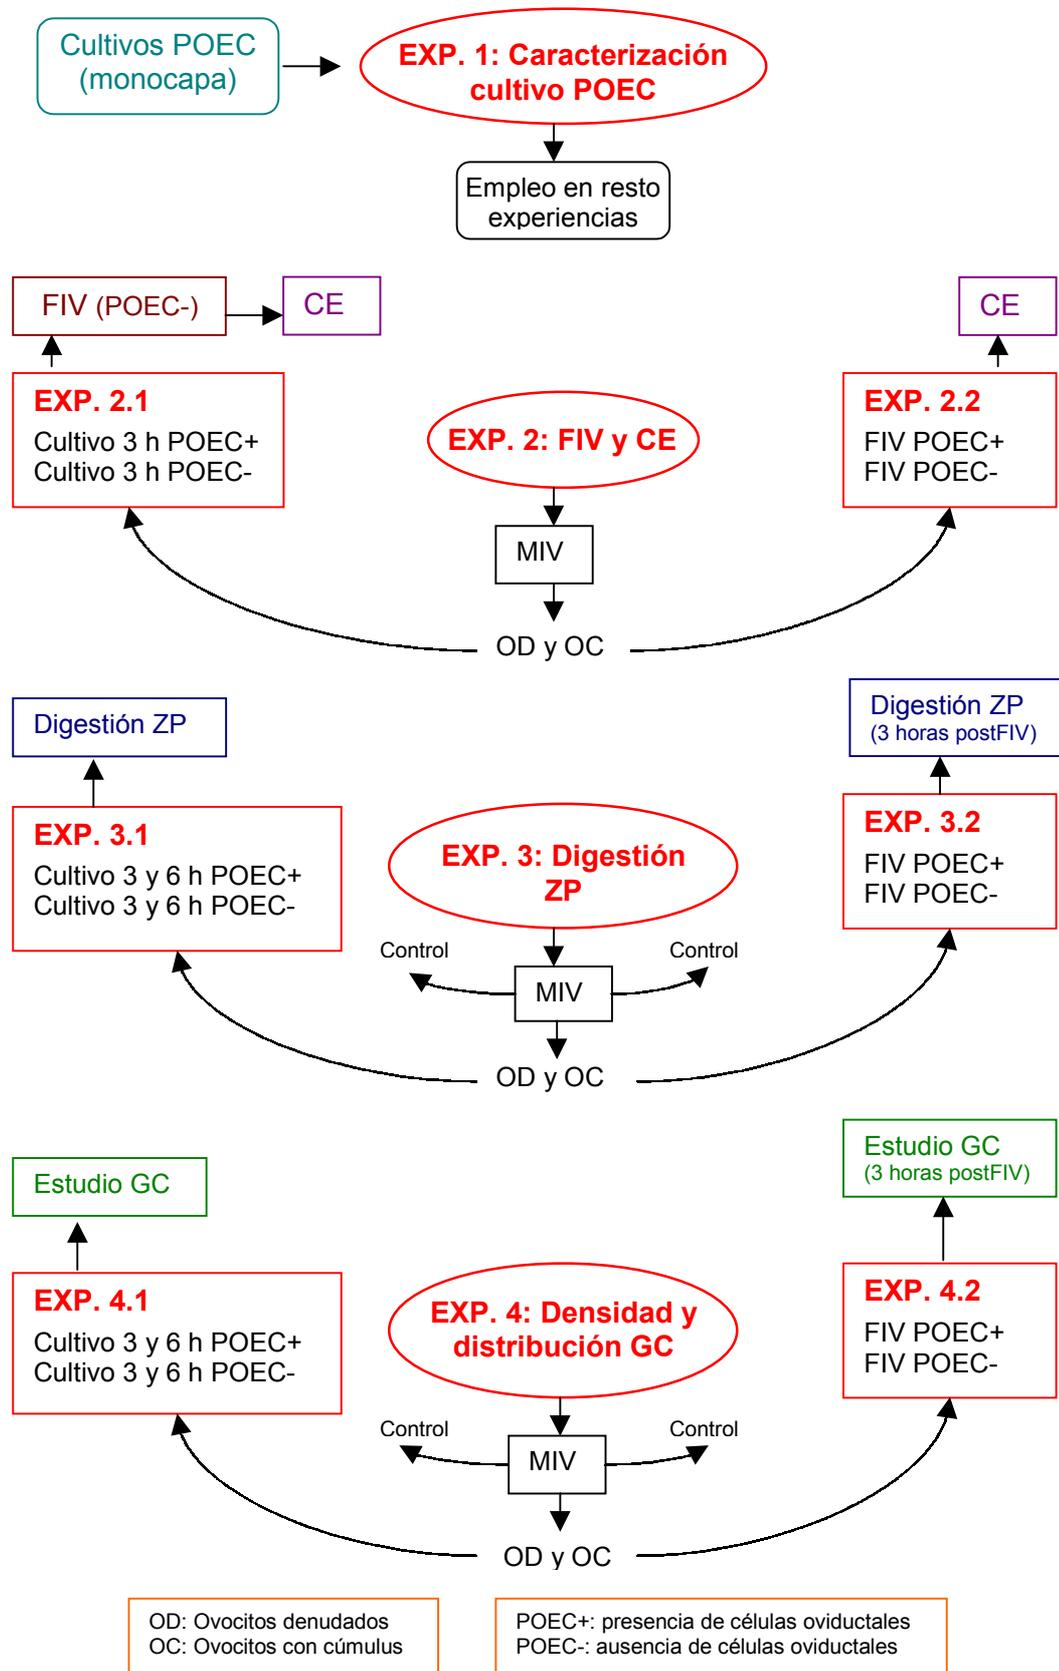 Cultivos POEC
(monocapa)
EXP. 1: Caracterización
cultivo POEC
Empleo en resto
experiencias
FIV (POEC-)
CE
CE
EXP. 2.1
Cultivo 3 h POEC+
Cultivo 3 h POEC-
EXP. 2: FIV y CE
EXP. 2.2
FIV POEC+
FIV POEC-
MIV
OD y OC
Digestión ZP
Digestión ZP
(3 horas postFIV)
EXP. 3.1
Cultivo 3 y 6 h POEC+
Cultivo 3 y 6 h POEC-
EXP. 3: Digestión
ZP
EXP. 3.2
FIV POEC+
FIV POEC-
Control
Control
MIV
OD y OC
Estudio GC
Estudio GC
(3 horas postFIV)
EXP. 4.1
Cultivo 3 y 6 h POEC+
Cultivo 3 y 6 h POEC-
EXP. 4: Densidad y
distribución GC
EXP. 4.2
FIV POEC+
FIV POEC-
Control
Control
MIV
OD y OC
OD: Ovocitos denudados
OC: Ovocitos con cúmulus
POEC+: presencia de células oviductales
POEC-: ausencia de células oviductales